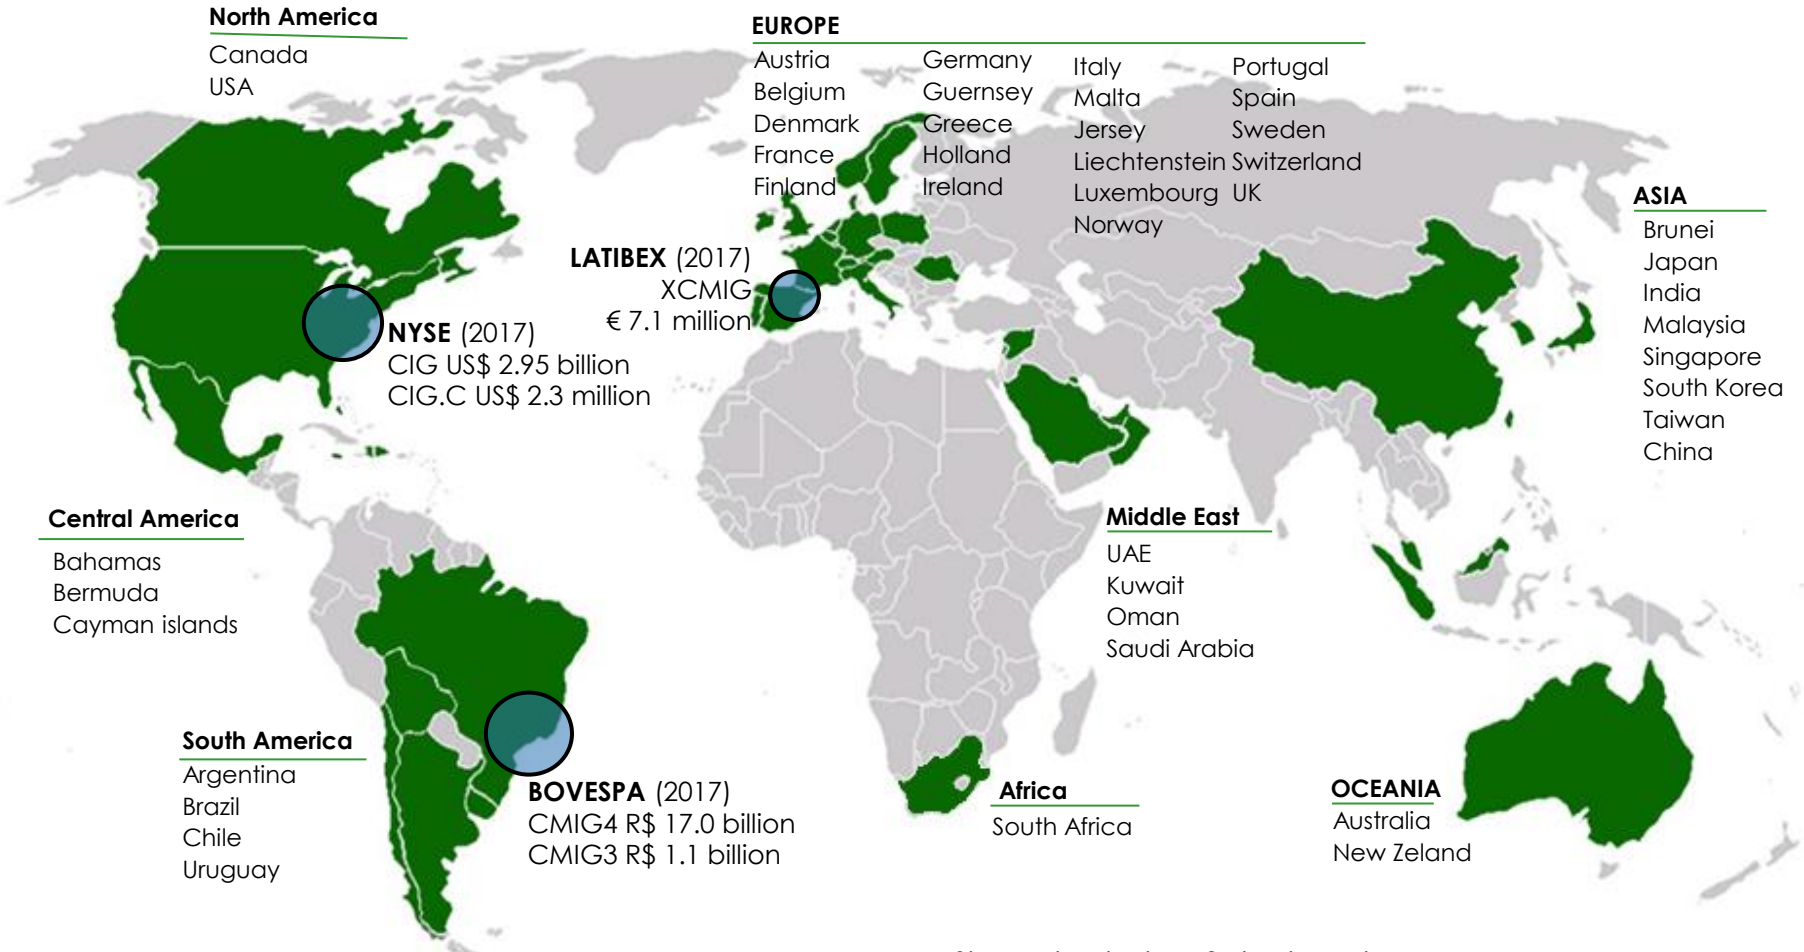 North America
Canada
USA
EUROPE
Austria
Belgium
Denmark
France
Finland
Germany
Guernsey
Greece
Holland
Ireland
Italy
Malta
Jersey
Liechtenstein
Luxembourg
Norway
Portugal
Spain
Sweden
Switzerland
UK
ASIA
Brunei
Japan
India
Malaysia
Singapore
South Korea
Taiwan
China
LATIBEX (2017)
XCMIG
€ 7.1 million
NYSE (2017)
CIG US$ 2.95 billion
CIG.C US$ 2.3 million
Central America
Bahamas
Bermuda
Cayman islands
Middle East
UAE
Kuwait
Oman
Saudi Arabia
South America
Argentina
Brazil
Chile
Uruguay
BOVESPA (2017)
CMIG4 R$ 17.0 billion
CMIG3 R$ 1.1 billion
Africa
South Africa
OCEANIA
Australia
New Zeland